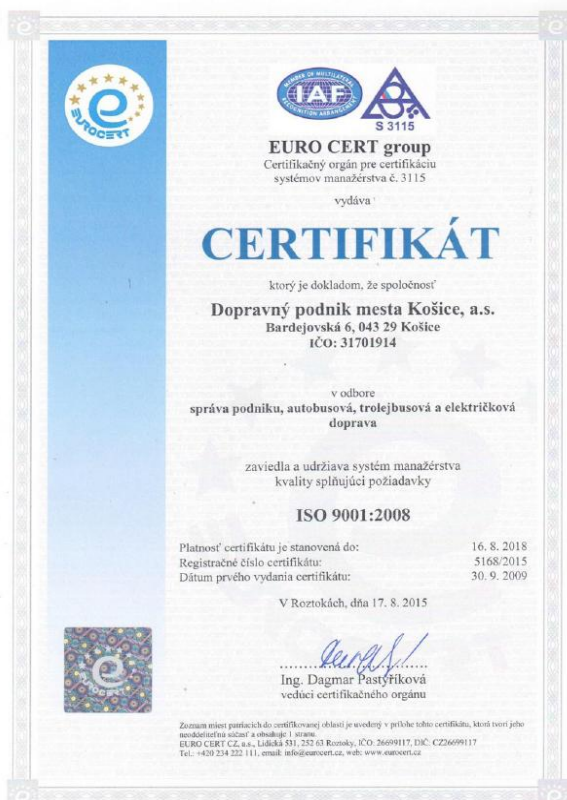 EUROCERT
MEMBER OF MULTILATERAL
IAF
RECOGNITION ARRANGEMENT
S 3115
EURO CERT group
Certifikačný orgán pre certifikáciu
systémov manažérstva č. 3115
vydáva
CERTIFIKÁT
ktorý je dokladom, že spoločnosť
Dopravný podnik mesta Košice, a.s.
Bardejovská 6, 043 29 Košice
IČO: 31701914
v odbore
správa podniku, autobusová, trolejbusová a električková
doprava
zaviedla a udržiava systém manažérstva
kvality splňujúci požiadavky
ISO 9001:2008
Platnosť certifikátu je stanovená do: 16. 8. 2018
Registračné číslo certifikátu: 5168/2015
Dátum prvého vydania certifikátu: 30. 9. 2009
V Roztokách, dňa 17. 8. 2015
Ing. Dagmar Pastýříková
vedúci certifikačného orgánu
EUROCERT
Zoznam miest patriacich do certifikovanej oblasti je uvedený v prílohe tohto certifikátu, ktorá tvorí jeho
neoddeliteľnú súčasť a obsahuje 1 stranu.
EURO CERT CZ, a.s., Lidická 531, 252 63 Roztoky, IČO: 26699117, DIČ: CZ26699117
Tel.: +420 234 222 111, email: info@eurocert.cz, web: www.eurocert.cz